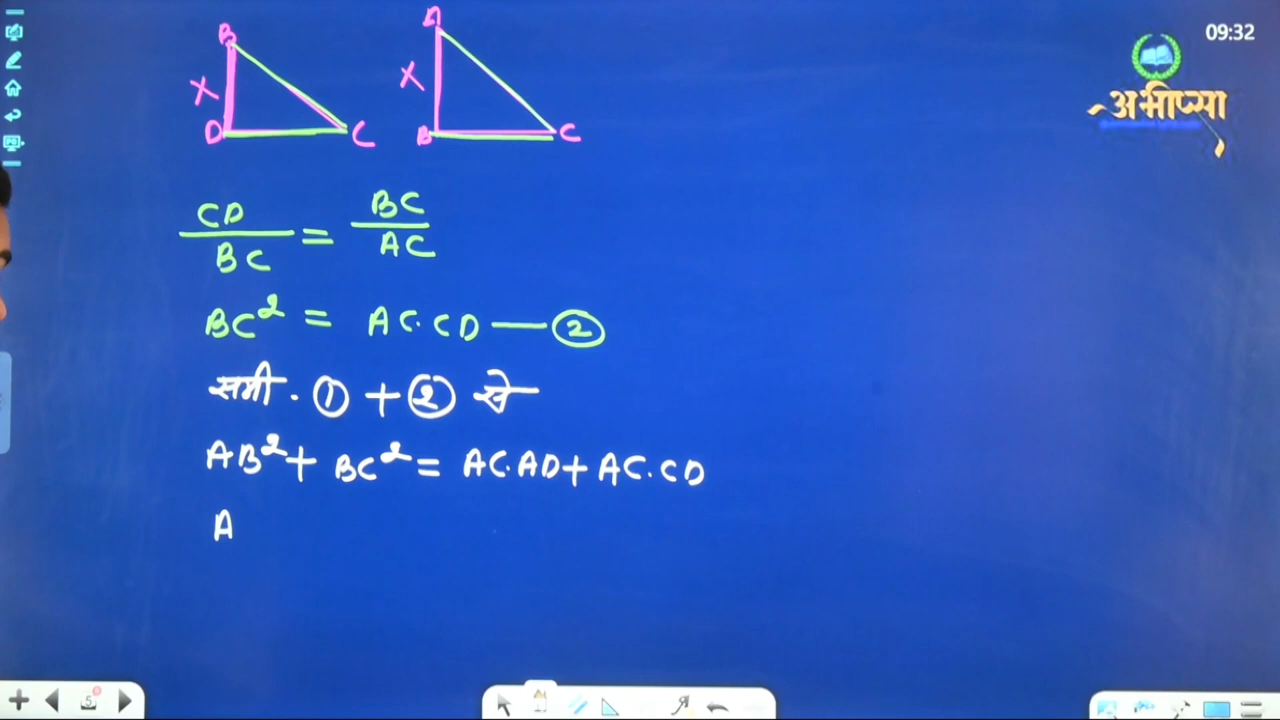 09:32
अभीप्सा
B A
X X
D C B C
CD/BC = BC/AC
BC² = AC.CD — ②
समी. ① + ② से
AB² + BC² = AC.AD + AC.CD
A
5